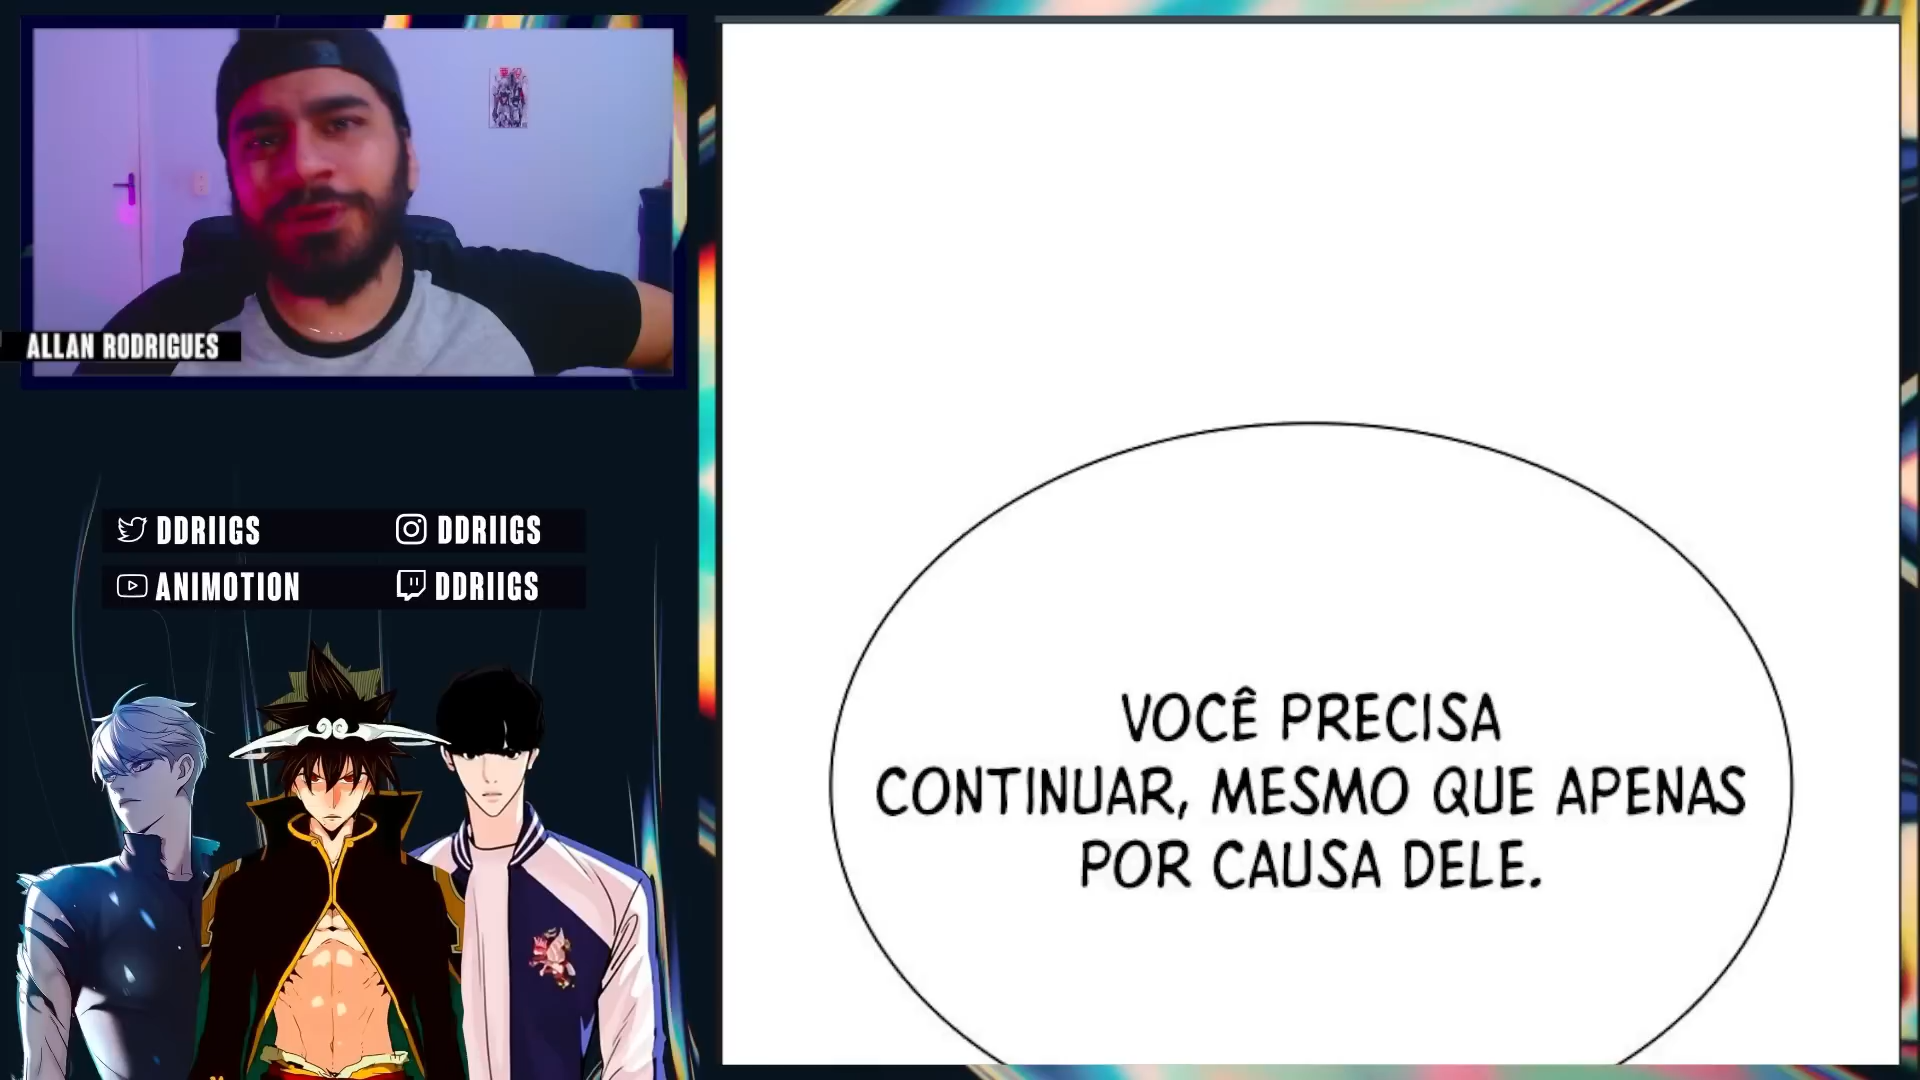 ALLAN RODRIGUES
DDRIIGS
DDRIIGS
ANIMOTION
DDRIIGS
VOCÊ PRECISA
CONTINUAR, MESMO QUE APENAS
POR CAUSA DELE.